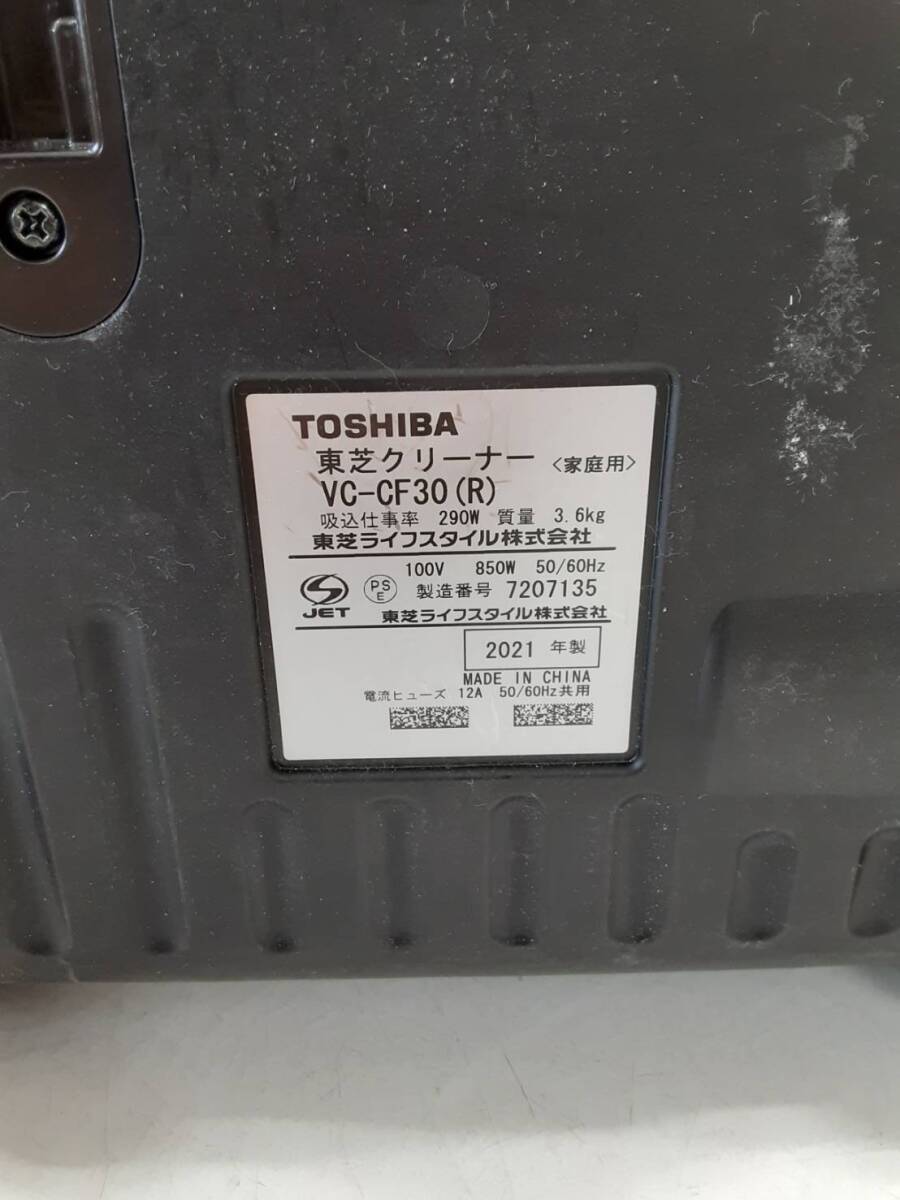 TOSHIBA
東芝クリーナー 〈家庭用〉
VC-CF30(R)
吸込仕事率 290W 質量 3.6kg
東芝ライフスタイル株式会社
100V 850W 50/60Hz
JET PSE 製造番号 7207135
東芝ライフスタイル株式会社
2021 年製
MADE IN CHINA
電流ヒューズ 12A 50/60Hz共用